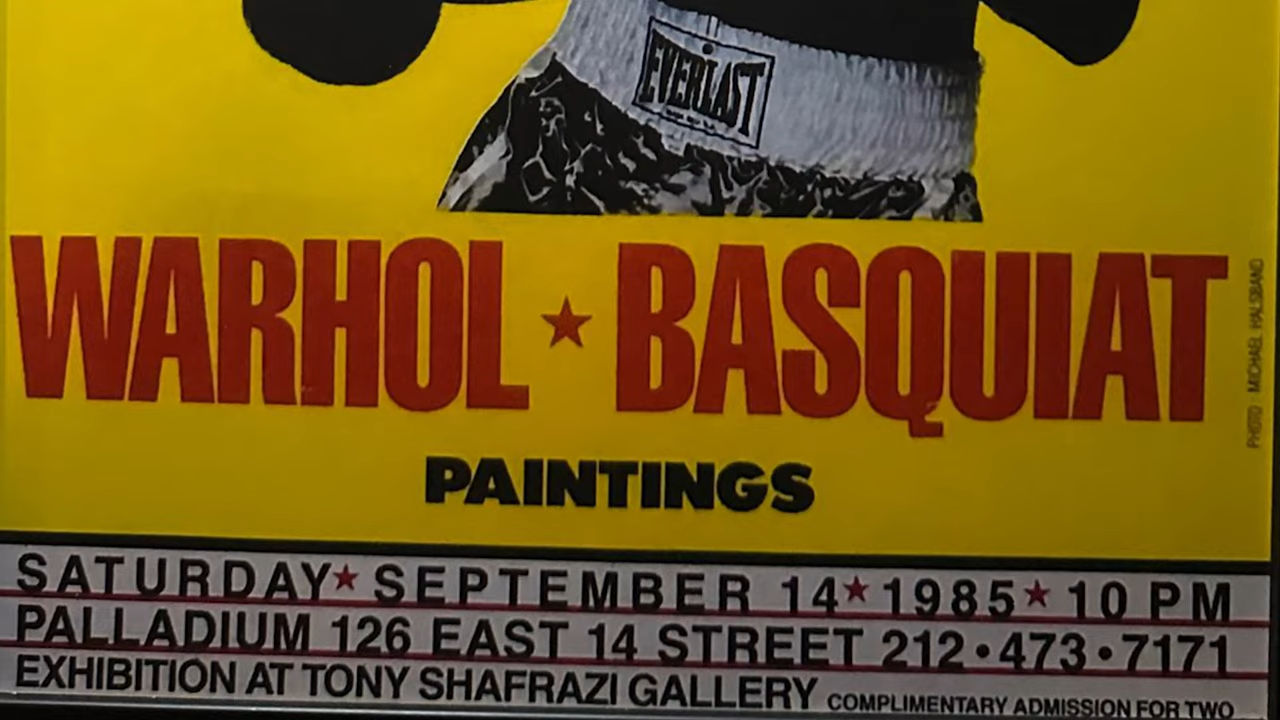 EVERLAST
WARHOL ★ BASQUIAT
PHOTO: MICHAEL HALSBAND
PAINTINGS
SATURDAY★ SEPTEMBER 14★ 1985★ 10 PM
PALLADIUM 126 EAST 14 STREET 212•473•7171
EXHIBITION AT TONY SHAFRAZI GALLERY COMPLIMENTARY ADMISSION FOR TWO